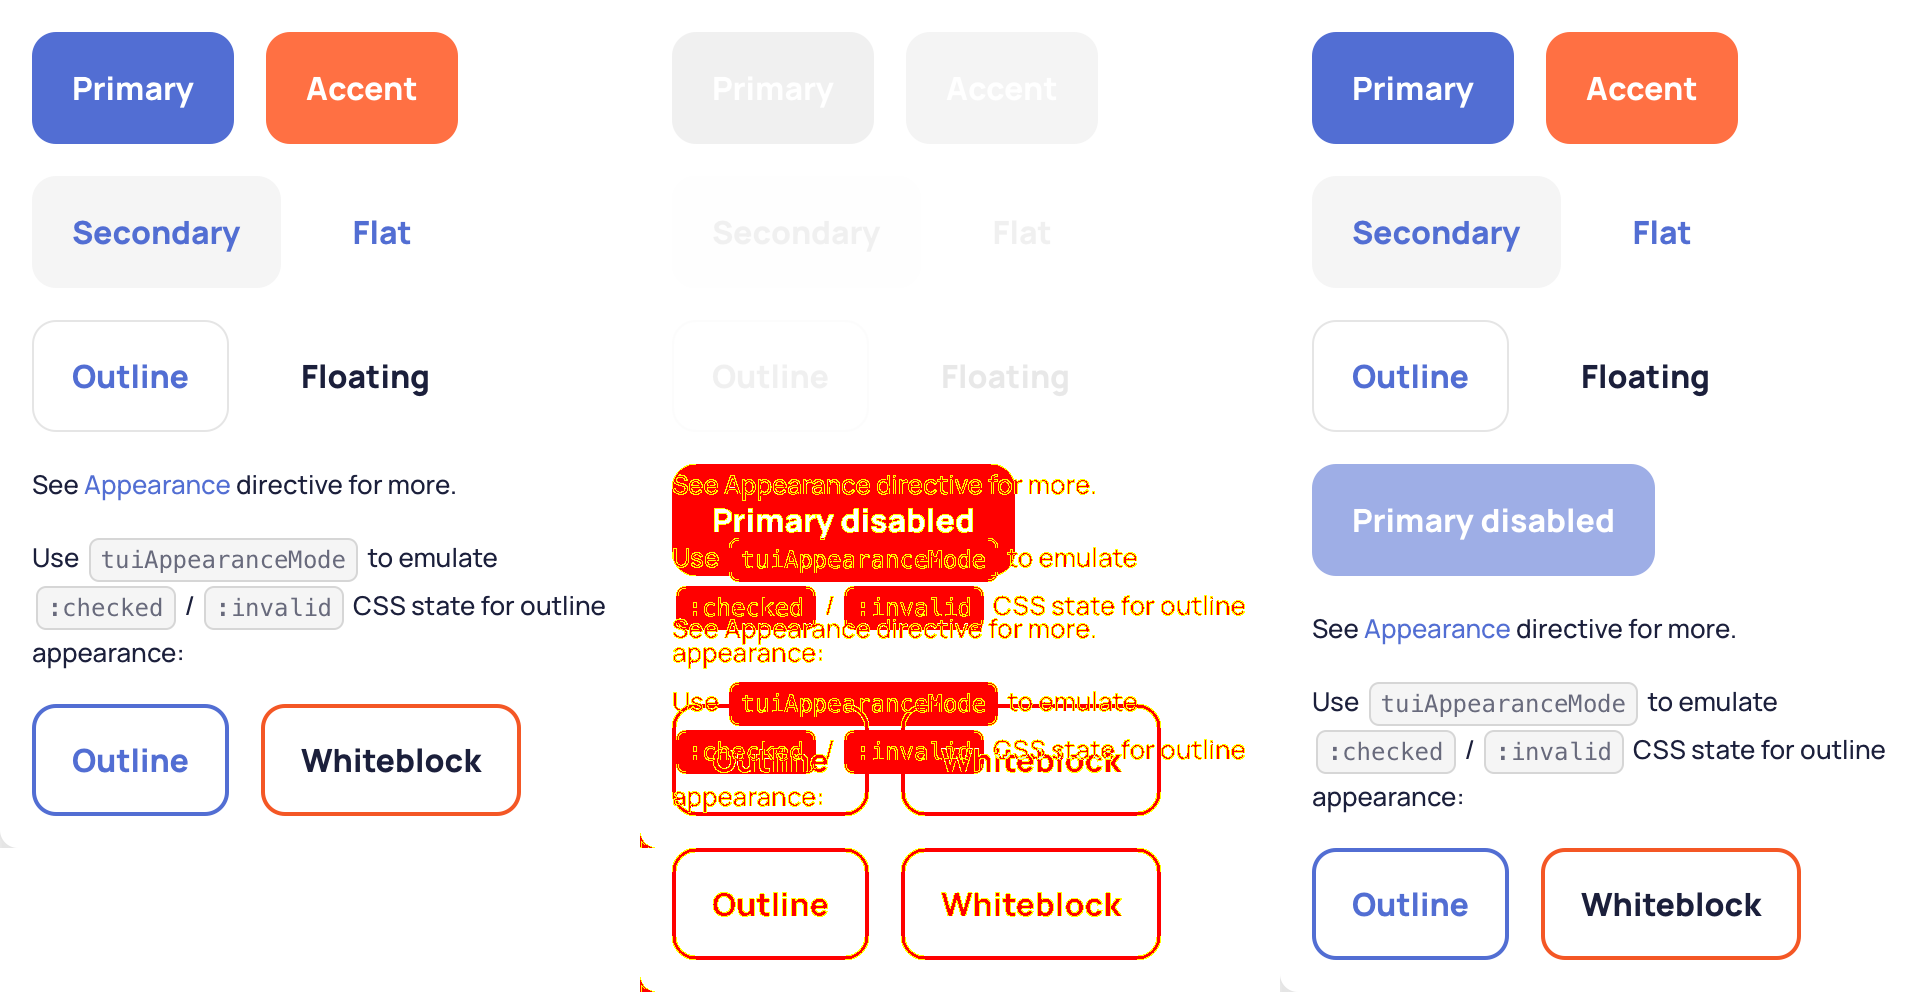 Primary Accent
Secondary Flat
Outline Floating
See Appearance directive for more.
Use tuiAppearanceMode to emulate
:checked / :invalid CSS state for outline
appearance:
Outline Whiteblock
Primary Accent
Secondary Flat
Outline Floating
See Appearance directive for more.
Primary disabled
Use tuiAppearanceMode to emulate
:checked / :invalid CSS state for outline
See Appearance directive for more.
appearance:
Use tuiAppearanceMode to emulate
:checked / :invalid CSS state for outline
Outline Whiteblock
appearance:
Outline Whiteblock
Primary Accent
Secondary Flat
Outline Floating
Primary disabled
See Appearance directive for more.
Use tuiAppearanceMode to emulate
:checked / :invalid CSS state for outline
appearance:
Outline Whiteblock